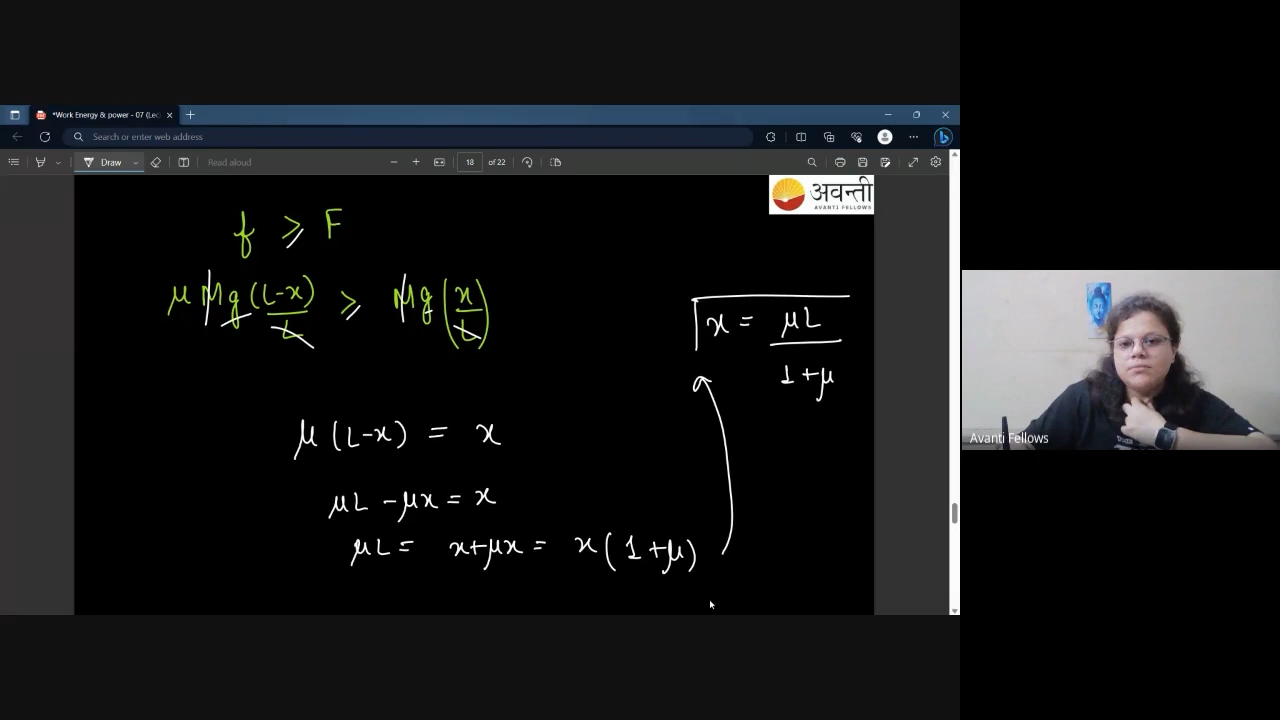 *Work Energy & power - 07 (Lec
Search or enter web address
Draw
Read aloud
18 of 22
अवन्ती
AVANTI FELLOWS
f ⩾ F
μMg(L-x)/L ⩾ Mg(x/L)
x = μL/1+μ
μ(L-x) = x
μL - μx = x
μL = x+μx = x(1+μ)
Avanti Fellows